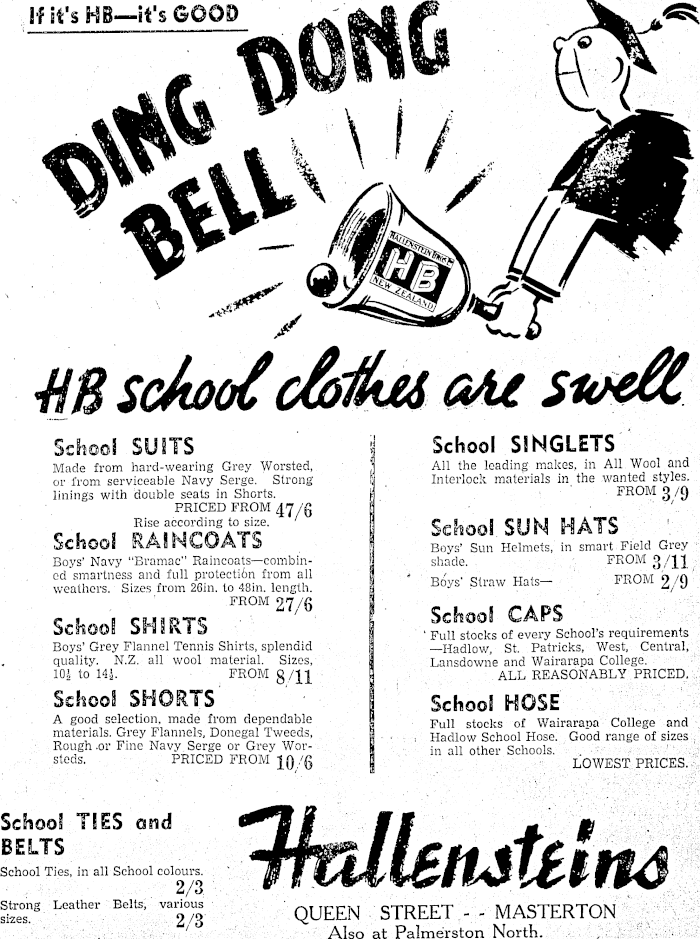 If it's HB—it's GOOD
DING DONG
BELL
HALLENSTEIN BROS
HB
NEW ZEALAND
HB school clothes are swell
School SUITS
Made from hard-wearing Grey Worsted,
or from serviceable Navy Serge. Strong
linings with double seats in Shorts.
PRICED FROM 47/6
Rise according to size.
School RAINCOATS
Boys' Navy "Bramac" Raincoats—combin-
ed smartness and full protection from all
weathers. Sizes from 26in. to 48in. length.
FROM 27/6
School SHIRTS
Boys' Grey Flannel Tennis Shirts, splendid
quality. N.Z. all wool material. Sizes,
10½ to 14½. FROM 8/11
School SHORTS
A good selection, made from dependable
materials. Grey Flannels, Donegal Tweeds,
Rough or Fine Navy Serge or Grey Wor-
steds. PRICED FROM 10/6
School SINGLETS
All the leading makes, in All Wool and
Interlock materials in the wanted styles.
FROM 3/9
School SUN HATS
Boys' Sun Helmets, in smart Field Grey
shade. FROM 3/11
Boys' Straw Hats— FROM 2/9
School CAPS
Full stocks of every School's requirements
—Hadlow, St. Patricks, West, Central,
Lansdowne and Wairarapa College.
ALL REASONABLY PRICED.
School HOSE
Full stocks of Wairarapa College and
Hadlow School Hose. Good range of sizes
in all other Schools.
LOWEST PRICES.
School TIES and
BELTS
School Ties, in all School colours.
2/3
Strong Leather Belts, various
sizes. 2/3
Hallensteins
QUEEN STREET - - MASTERTON
Also at Palmerston North.